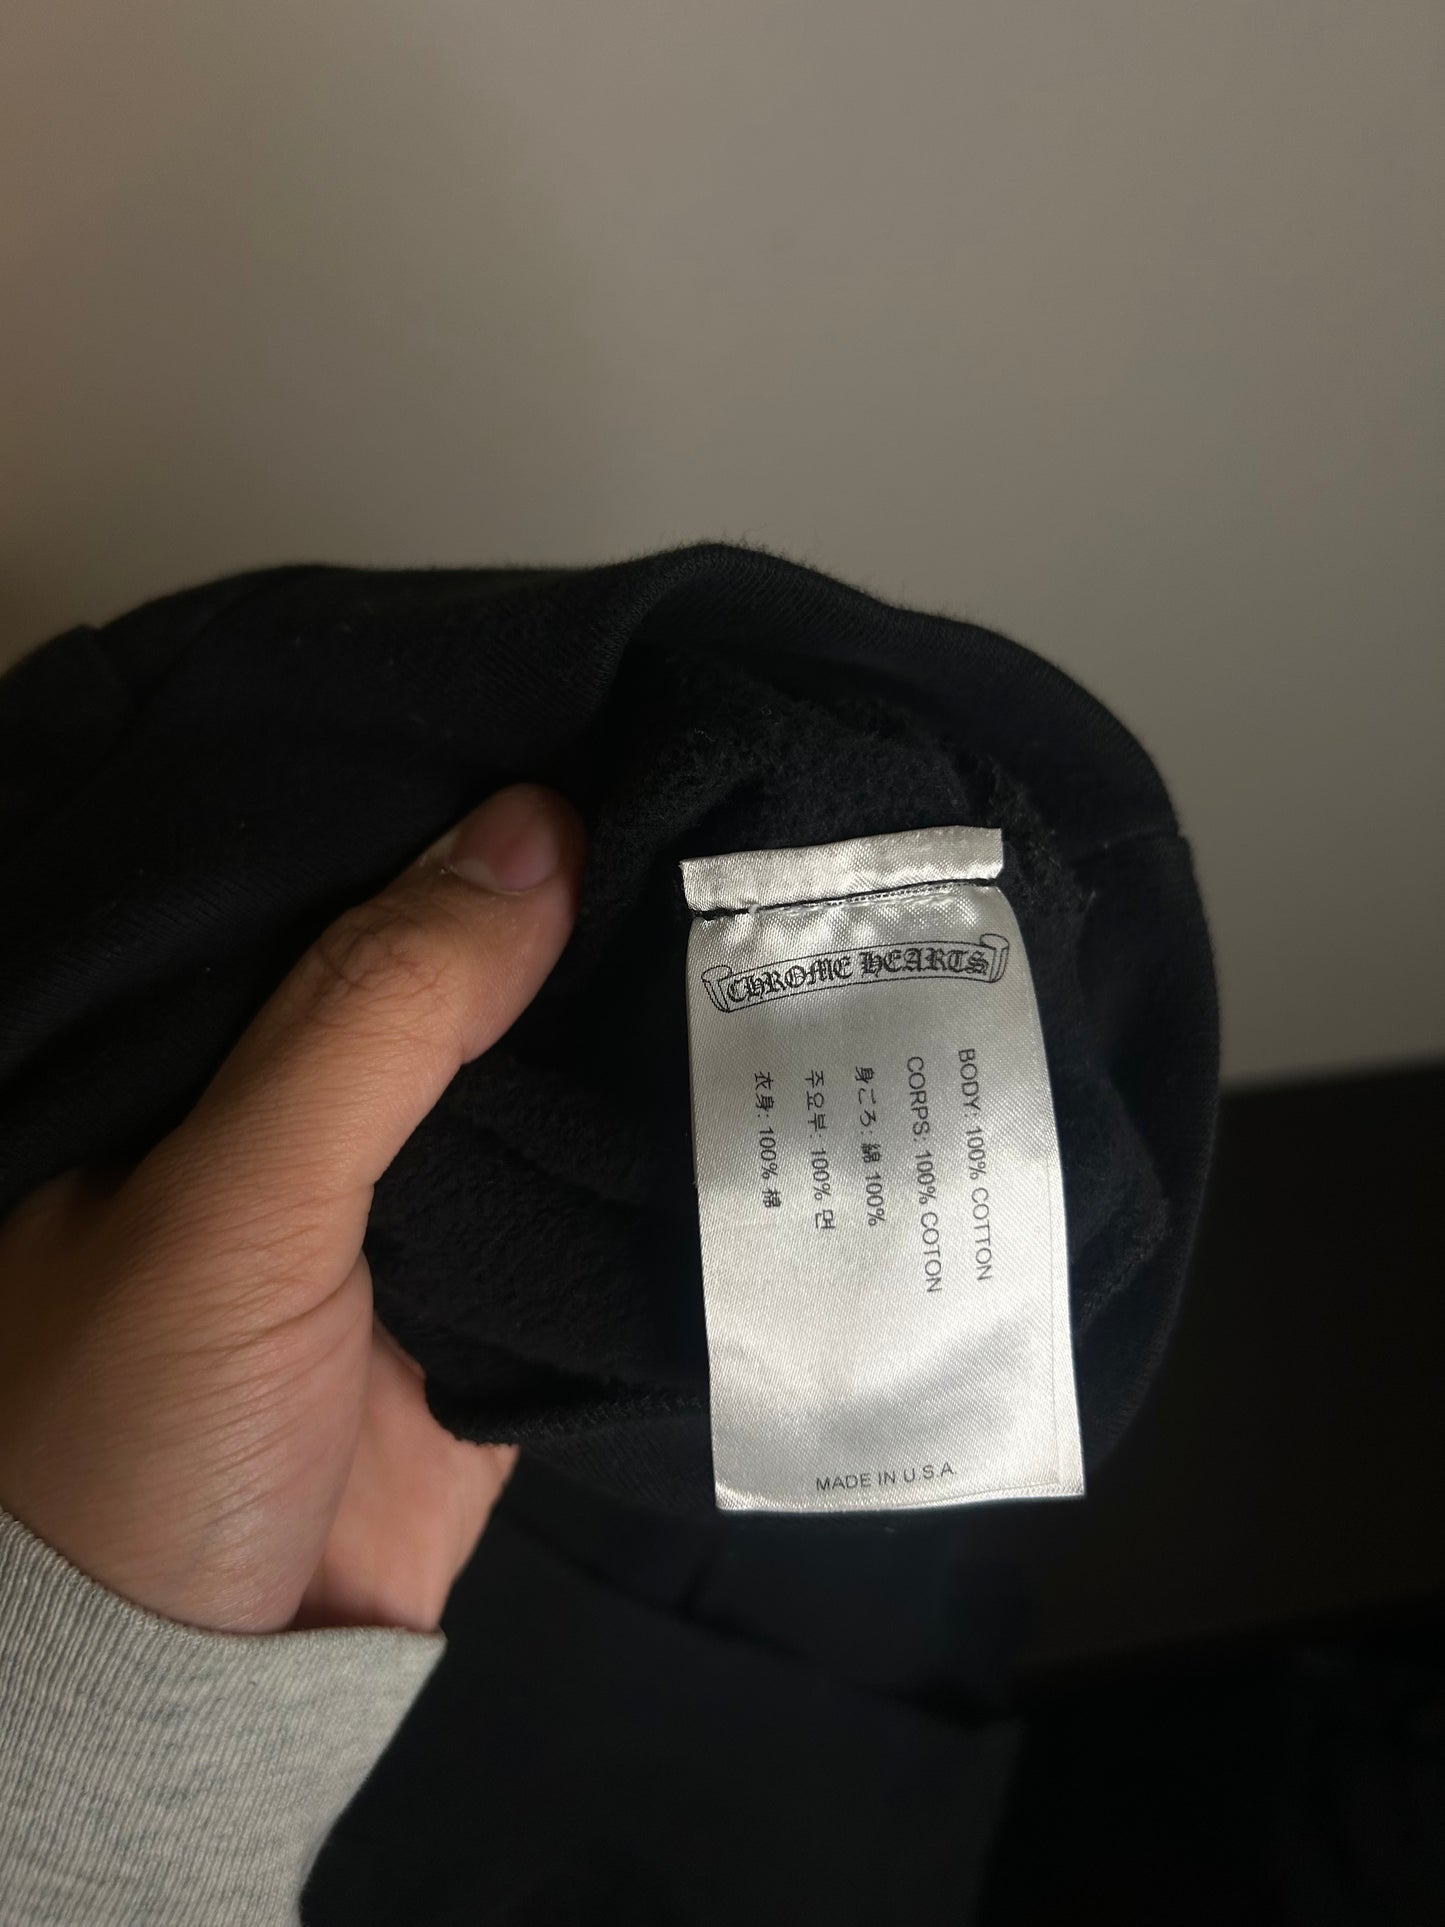 CHROME HEARTS
BODY: 100% COTTON
CORPS: 100% COTON
身ごろ: 綿 100%
주요부: 100% 면
衣身: 100% 棉
MADE IN U.S.A.